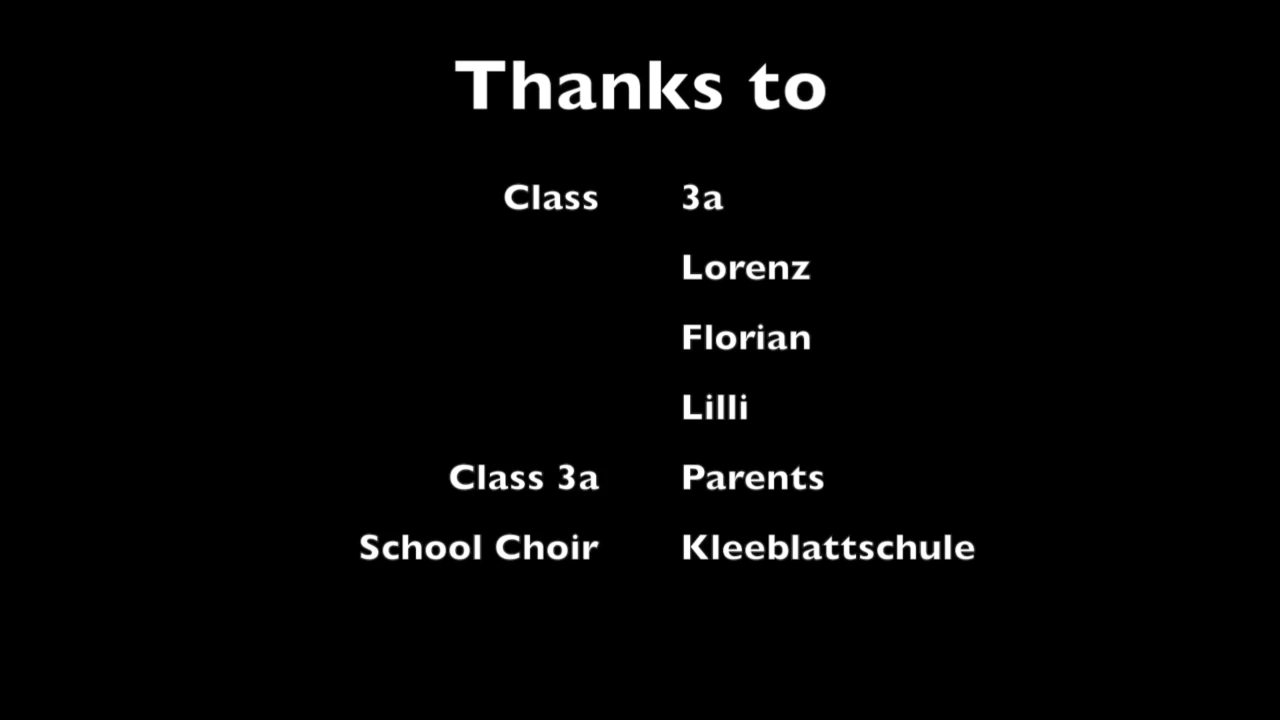 Thanks to
Class 3a
Lorenz
Florian
Lilli
Class 3a Parents
School Choir Kleeblattschule